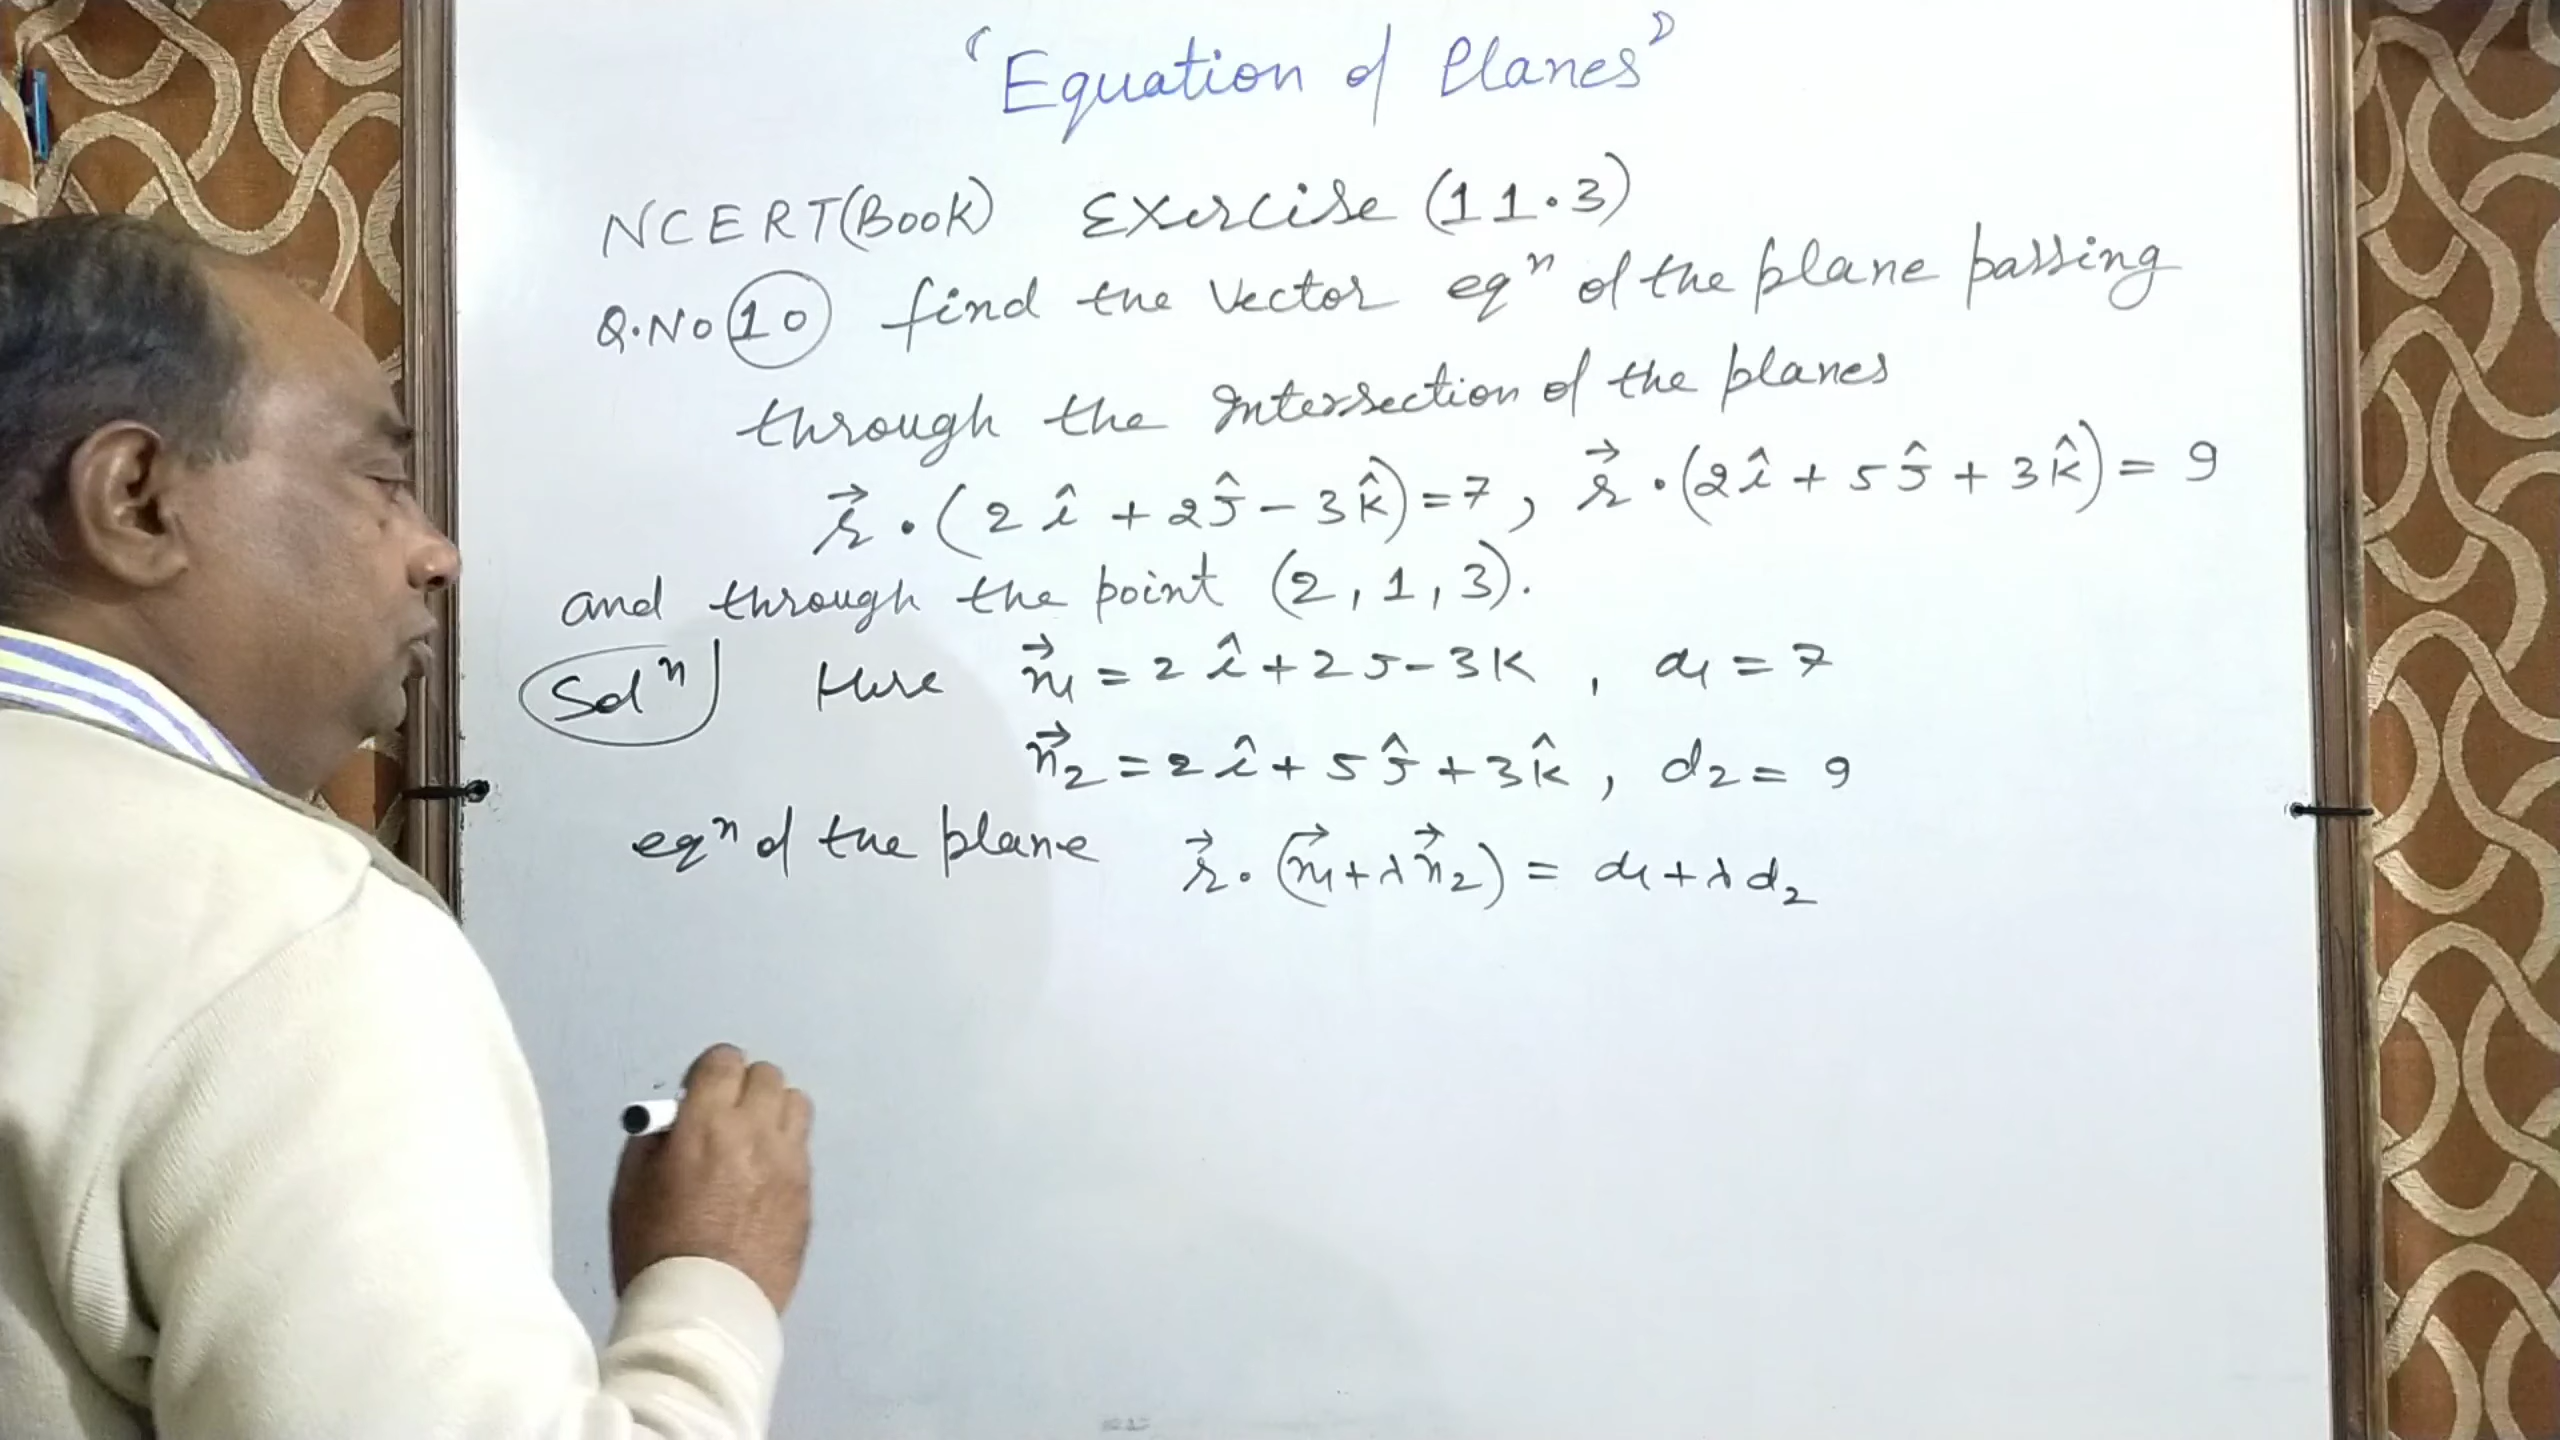 ‘Equation of Planes’
NCERT(Book) Exercise (11.3)
Q.No 10 find the Vector eqⁿ of the plane passing
through the Intersection of the planes
r⃗ . (2î + 2ĵ − 3k̂) = 7, r⃗ . (2î + 5ĵ + 3k̂) = 9
and through the point (2, 1, 3).
Solⁿ Here n⃗₁ = 2î + 2j − 3k , d₁ = 7
n⃗₂ = 2î + 5ĵ + 3k̂ , d₂ = 9
eqⁿ of the plane r⃗ . (n⃗₁ + λn⃗₂) = d₁ + λd₂